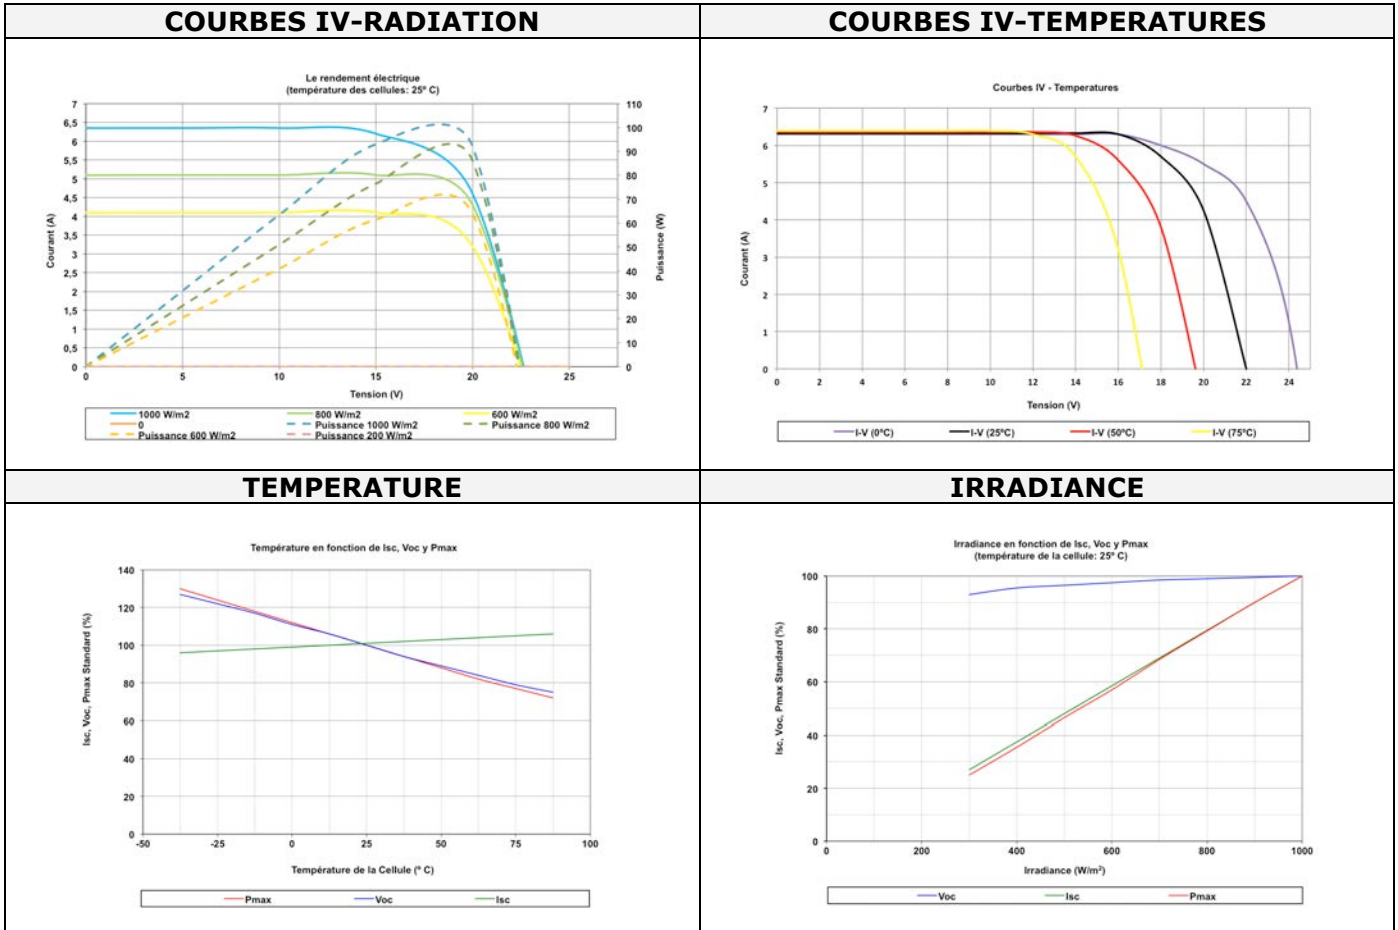 COURBES IV-RADIATION
Le rendement électrique
(température des cellules: 25º C)
7
6,5
6
5,5
5
4,5
4
3,5
3
2,5
2
1,5
1
0,5
0
Courant (A)
110
100
90
80
70
60
50
40
30
20
10
0
Puissance (W)
0 5 10 15 20 25
Tension (V)
1000 W/m2 800 W/m2 600 W/m2
0 Puissance 1000 W/m2 Puissance 800 W/m2
Puissance 600 W/m2 Puissance 200 W/m2
COURBES IV-TEMPERATURES
Courbes IV - Temperatures
7
6
5
4
3
2
1
0
Courant (A)
0 2 4 6 8 10 12 14 16 18 20 22 24
Tension (V)
I-V (0ºC) I-V (25ºC) I-V (50ºC) I-V (75ºC)
TEMPERATURE
Température en fonction de Isc, Voc y Pmax
140
120
100
80
60
40
20
0
Isc, Voc, Pmax Standard (%)
-50 -25 0 25 50 75 100
Température de la Cellule (º C)
Pmax Voc Isc
IRRADIANCE
Irradiance en fonction de Isc, Voc y Pmax
(température de la cellule: 25º C)
100
80
60
40
20
0
Isc, Voc, Pmax Standard (%)
0 200 400 600 800 1000
Irradiance (W/m²)
Voc Isc Pmax